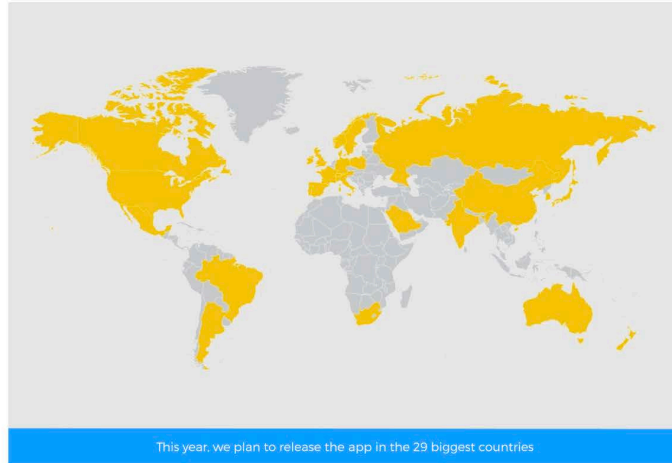 This year, we plan to release the app in the 29 biggest countries